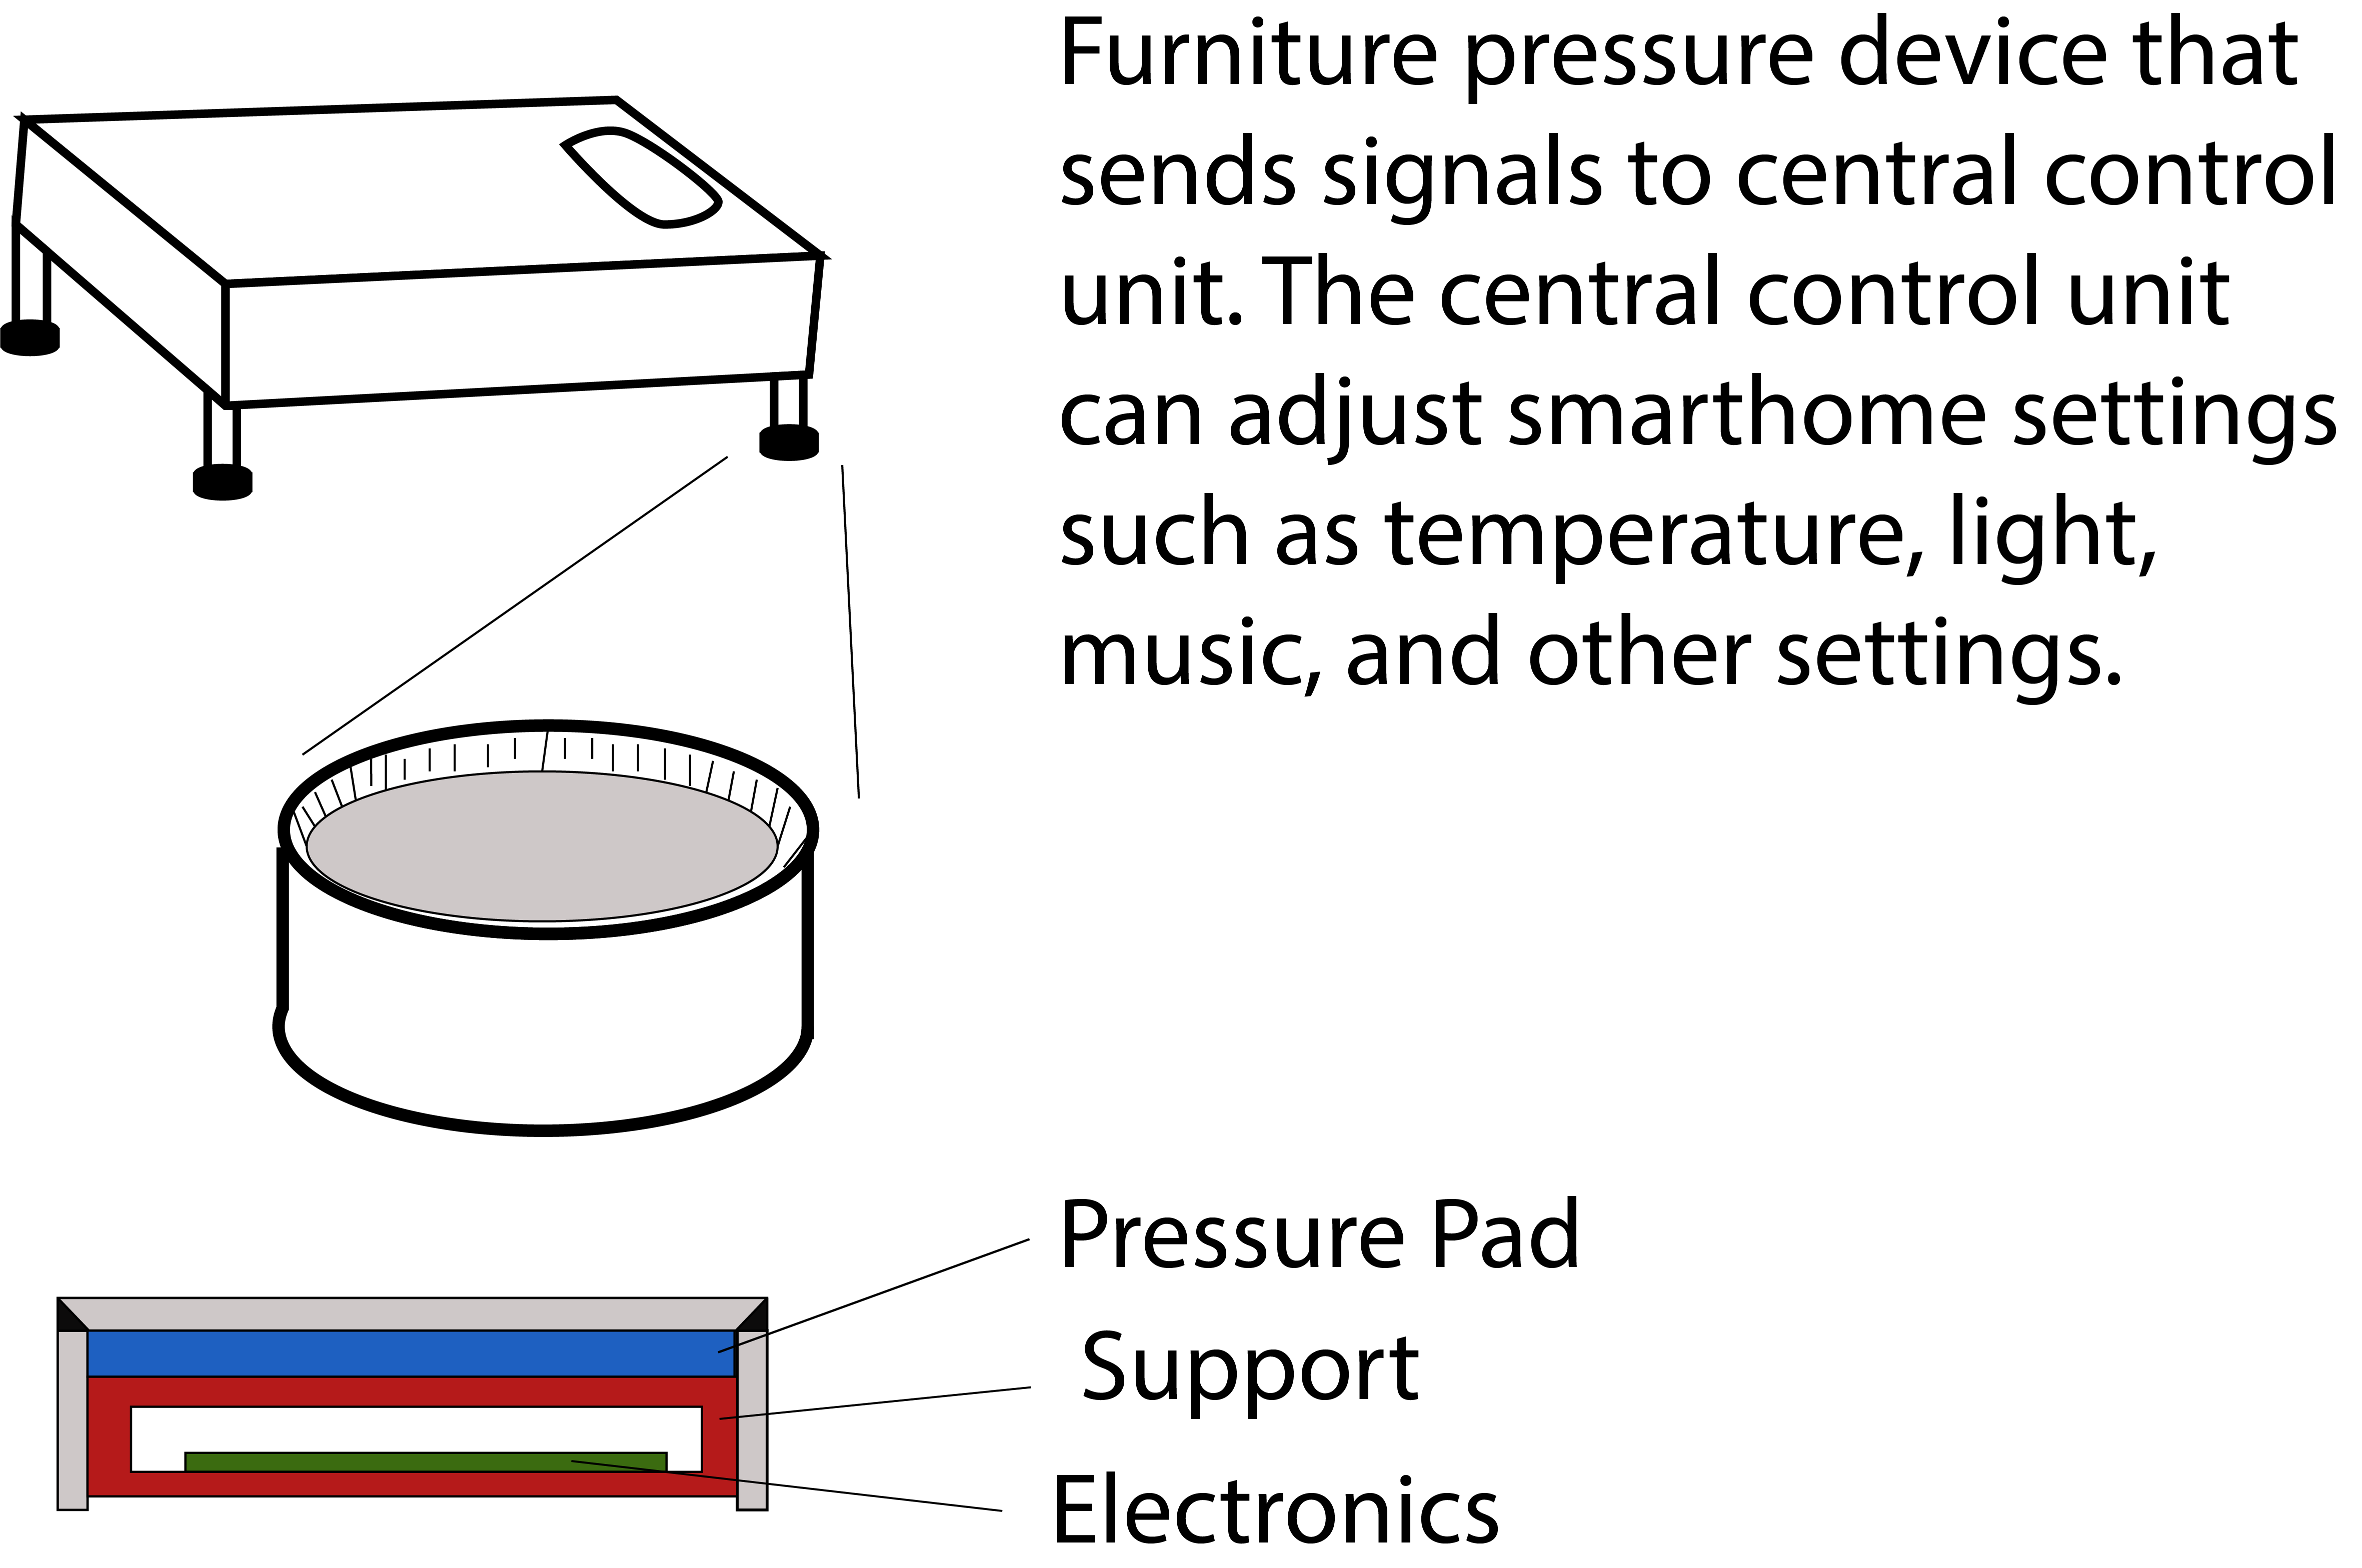 Furniture pressure device that
sends signals to central control
unit. The central control unit
can adjust smarthome settings
such as temperature, light,
music, and other settings.
Pressure Pad
Support
Electronics